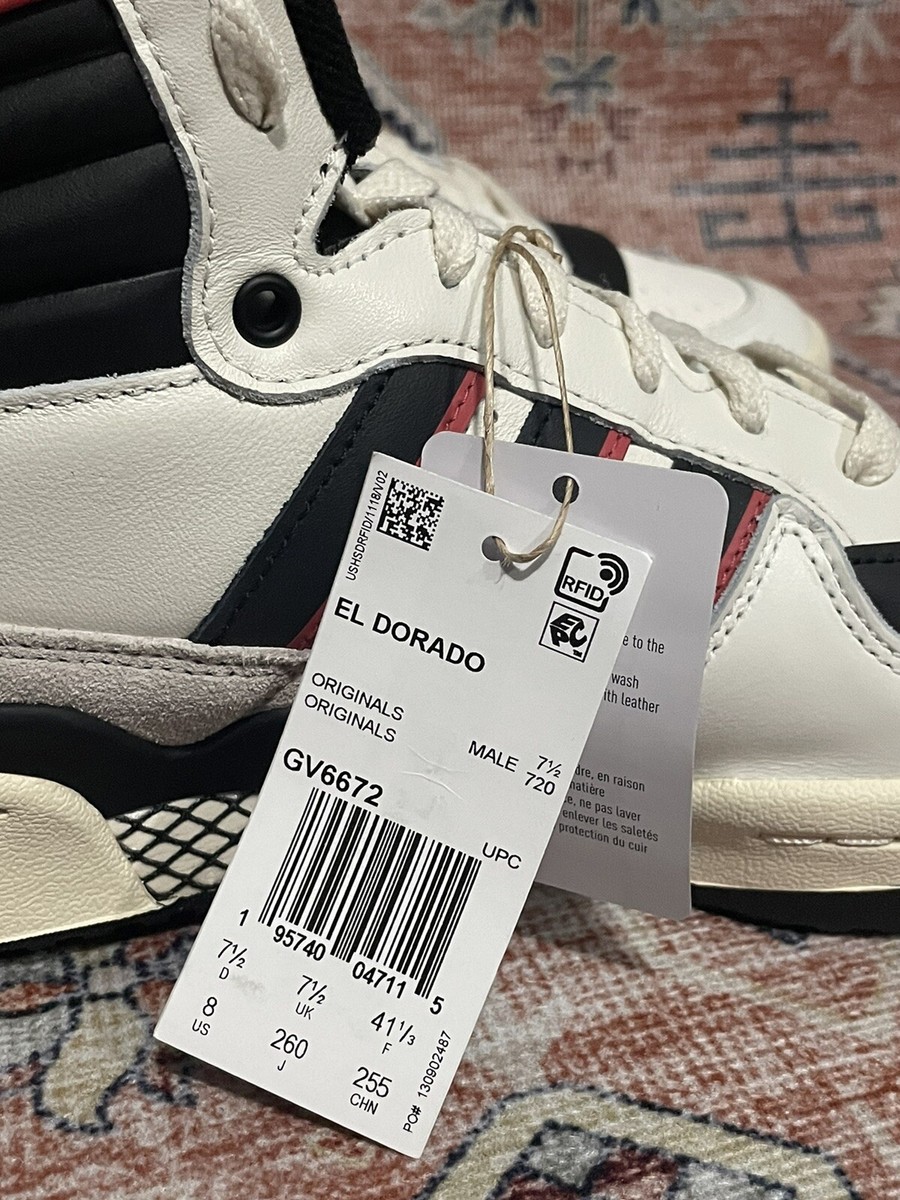 USHSDRFID/1118/V02
RFID
EPC
EL DORADO
ORIGINALS
ORIGINALS
MALE 7½
720
GV6672
UPC
1 95740 04711 5
7½ D
7½ UK
41⅓ F
8 US
260 J
255 CHN
PO# 130902487
e to the
wash
ith leather
dre, en raison
matière
e, ne pas laver
enlever les saletés
protection du cuir